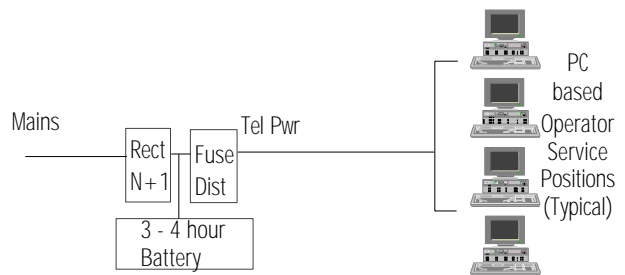 Mains
Rect
N+1
Fuse
Dist
Tel Pwr
3 - 4 hour
Battery
PC
based
Operator
Service
Positions
(Typical)